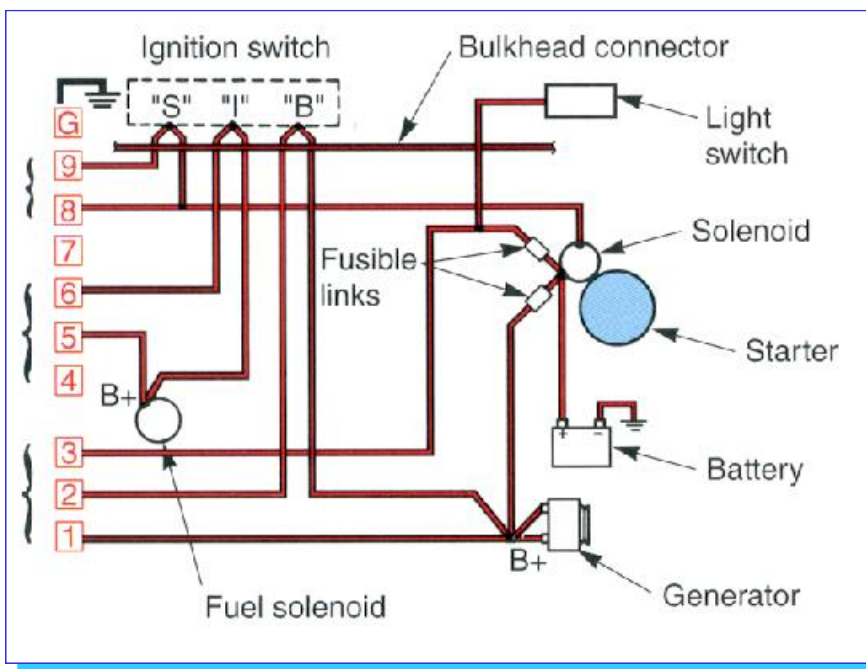 Ignition switch
Bulkhead connector
"S" "I" "B"
G
Light
switch
9
8
Solenoid
7
Fusible
links
6
5
Starter
4
B+
3
+ −
Battery
2
1
B+
Generator
Fuel solenoid